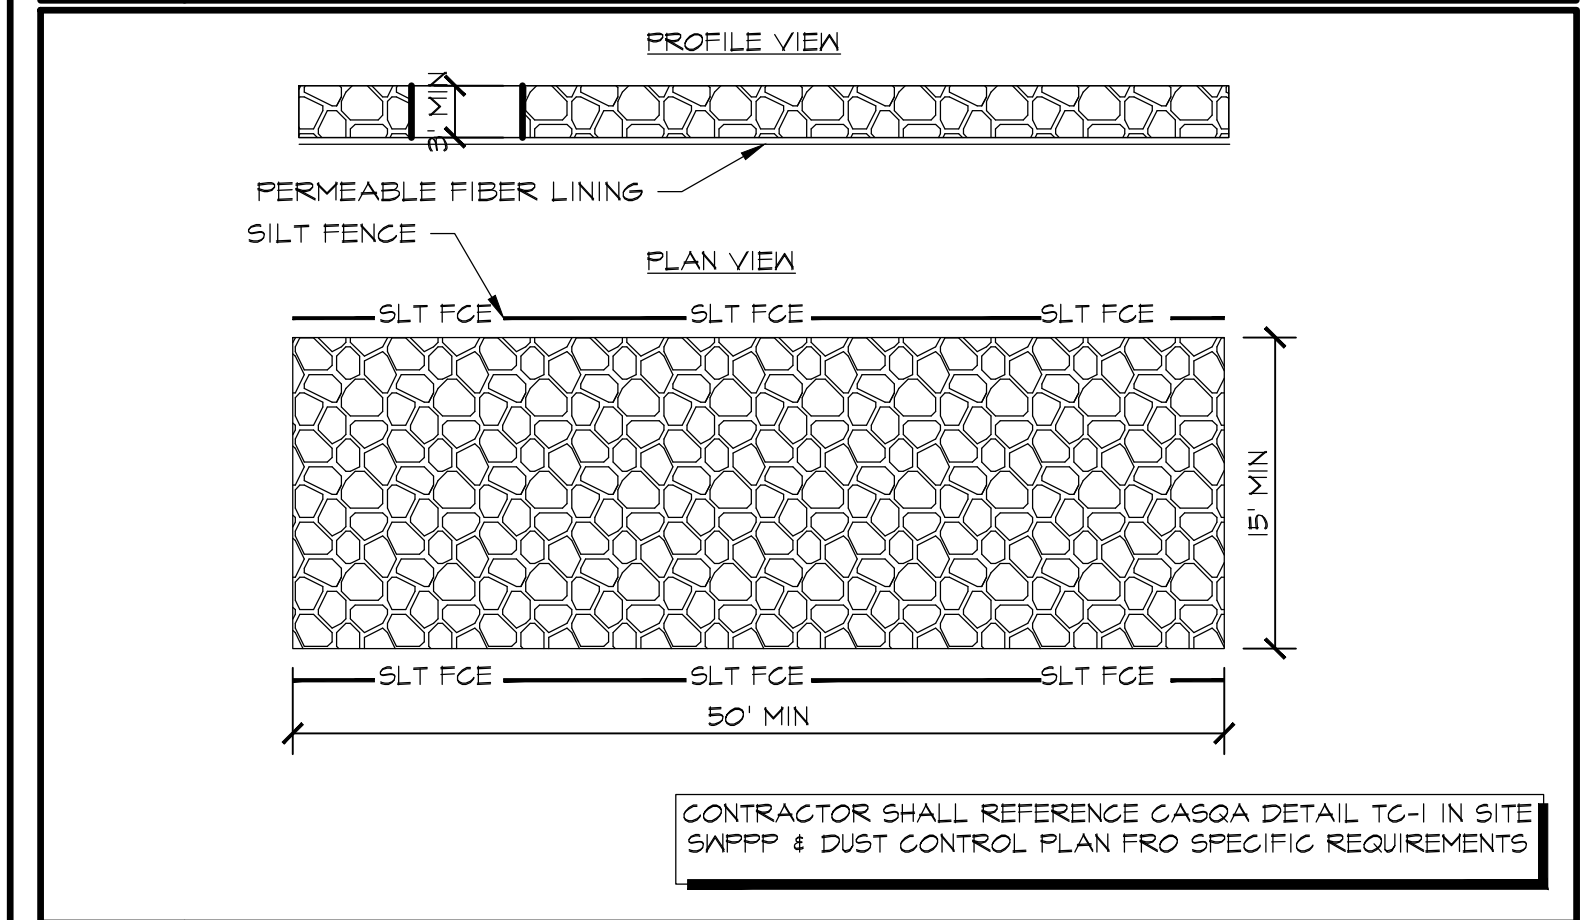 PROFILE VIEW
3' MIN
PERMEABLE FIBER LINING
SILT FENCE
PLAN VIEW
SLT FCE SLT FCE SLT FCE
15' MIN
SLT FCE SLT FCE SLT FCE
50' MIN
CONTRACTOR SHALL REFERENCE CASQA DETAIL TC-1 IN SITE
SWPPP & DUST CONTROL PLAN FRO SPECIFIC REQUIREMENTS